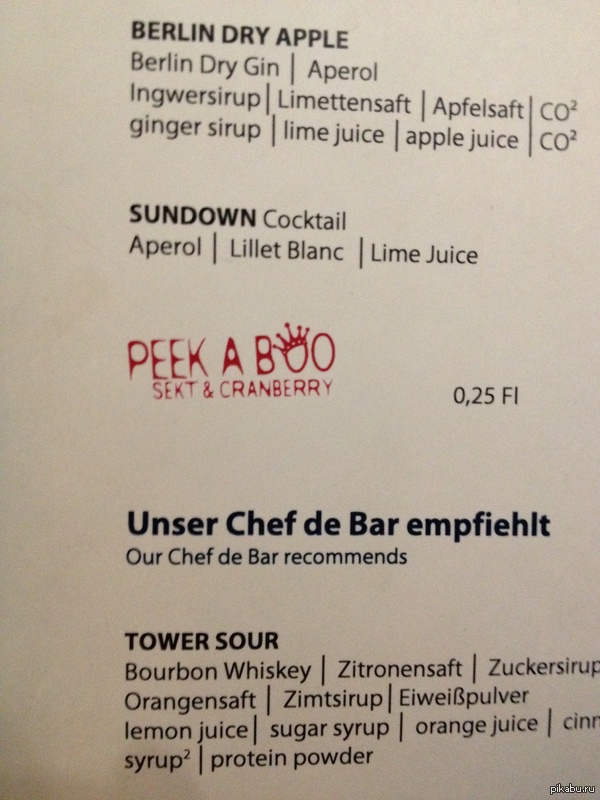 BERLIN DRY APPLE
Berlin Dry Gin | Aperol
Ingwersirup | Limettensaft | Apfelsaft | CO²
ginger sirup | lime juice | apple juice | CO²
SUNDOWN Cocktail
Aperol | Lillet Blanc | Lime Juice
PEEK A BOO
SEKT & CRANBERRY
0,25 Fl
Unser Chef de Bar empfiehlt
Our Chef de Bar recommends
TOWER SOUR
Bourbon Whiskey | Zitronensaft | Zuckersirup
Orangensaft | Zimtsirup | Eiweißpulver
lemon juice | sugar syrup | orange juice | cinn
syrup² | protein powder
pikabu.ru